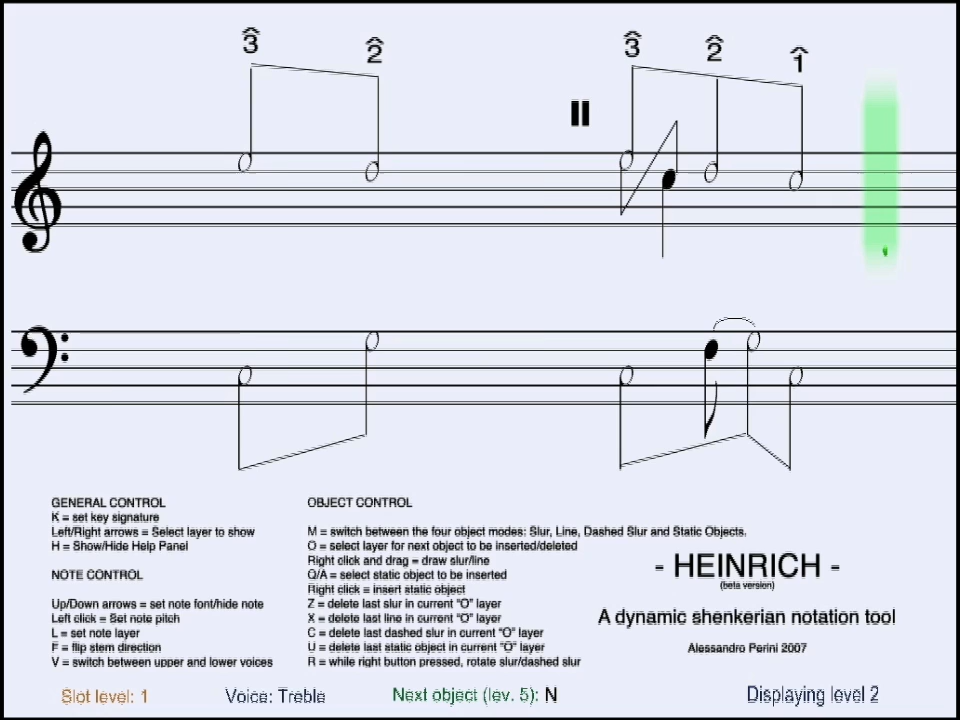 3 2 3 2 1
II
GENERAL CONTROL
K = set key signature
Left/Right arrows = Select layer to show
H = Show/Hide Help Panel
NOTE CONTROL
Up/Down arrows = set note font/hide note
Left click = Set note pitch
L = set note layer
F = flip stem direction
V = switch between upper and lower voices
OBJECT CONTROL
M = switch between the four object modes: Slur, Line, Dashed Slur and Static Objects.
O = select layer for next object to be inserted/deleted
Right click and drag = draw slur/line
Q/A = select static object to be inserted
Right click = insert static object
Z = delete last slur in current "O" layer
X = delete last line in current "O" layer
C = delete last dashed slur in current "O" layer
U = delete last static object in current "O" layer
R = while right button pressed, rotate slur/dashed slur
- HEINRICH -
(beta version)
A dynamic shenkerian notation tool
Alessandro Perini 2007
Slot level: 1 Voice: Treble Next object (lev. 5): N Displaying level 2